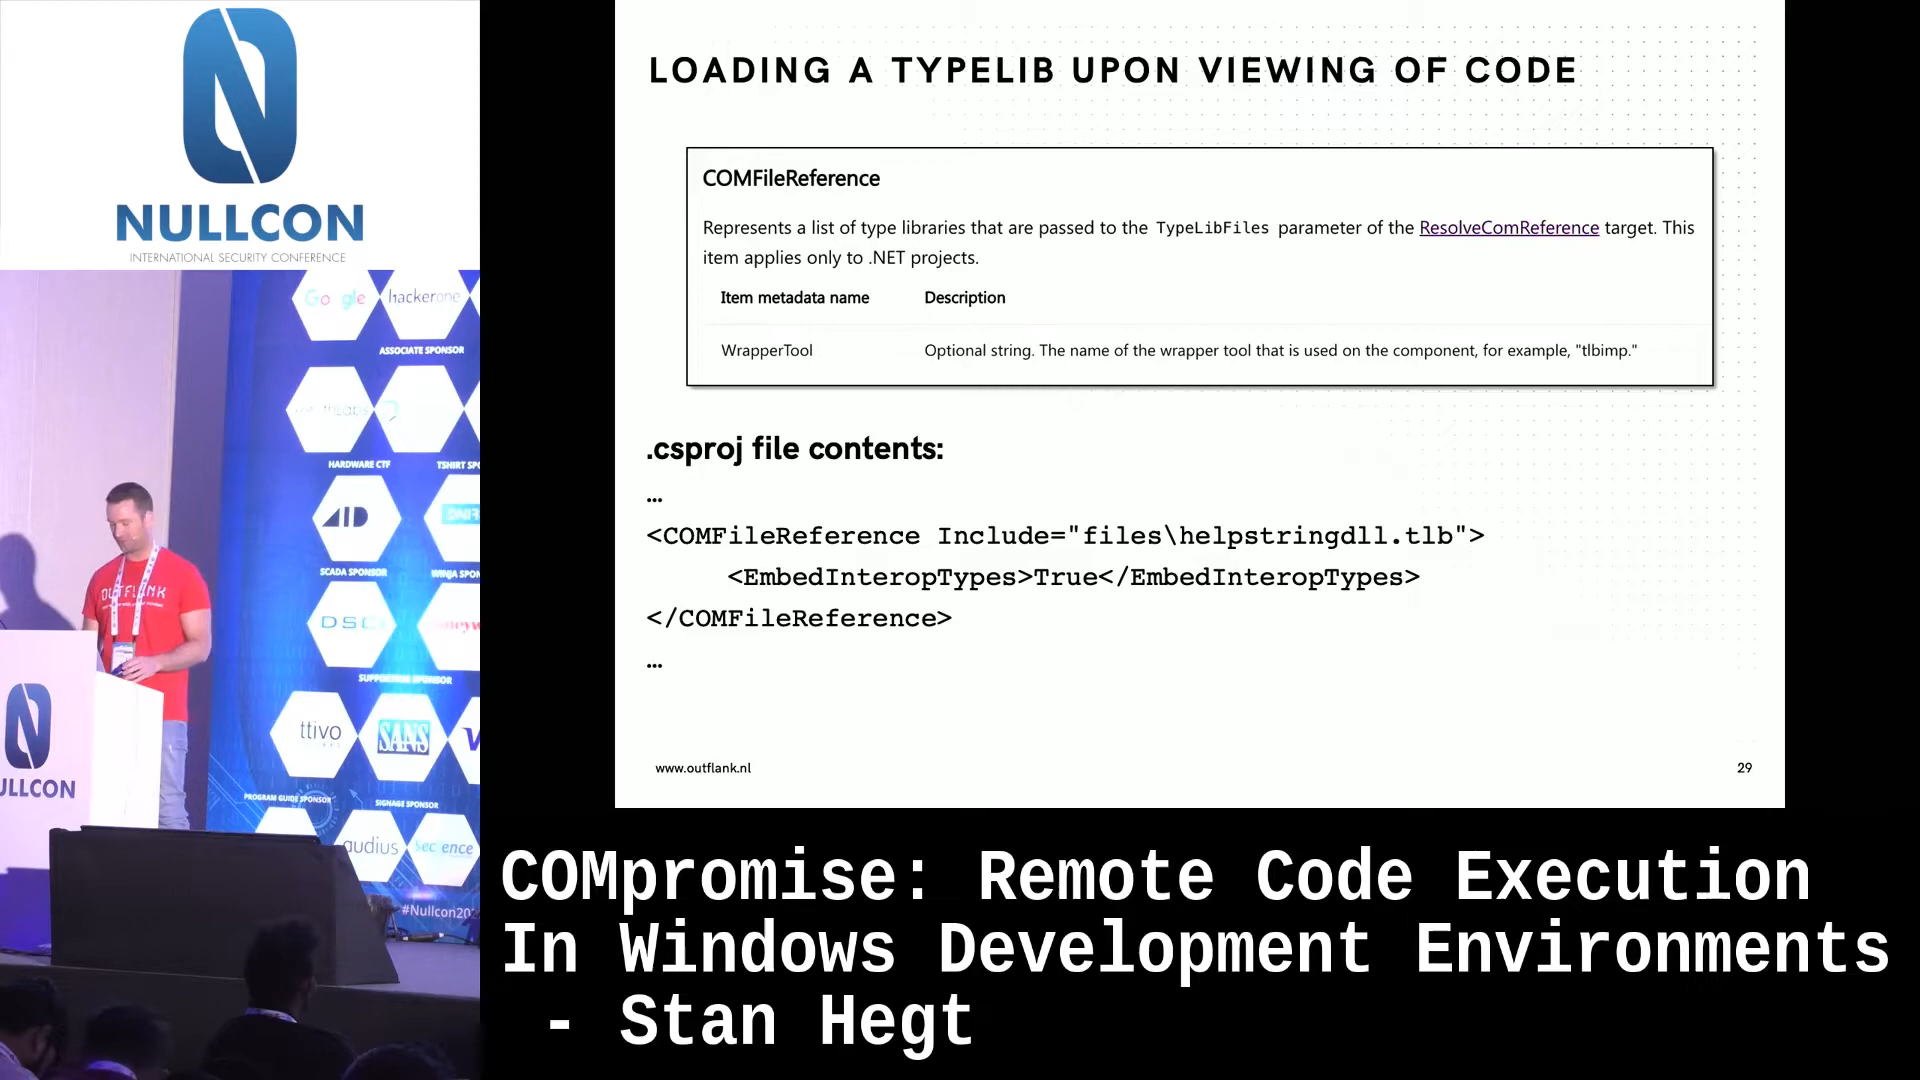 NULLCON
INTERNATIONAL SECURITY CONFERENCE
Google
hackerone
ASSOCIATE SPONSOR
HARDWARE CTF
SCADA SPONSOR
OUTFLANK
SUPPORTING SPONSOR
ttivo
SANS
PROGRAM GUIDE SPONSOR
SIGNAGE SPONSOR
audius
ULLCON
LOADING A TYPELIB UPON VIEWING OF CODE
COMFileReference
Represents a list of type libraries that are passed to the TypeLibFiles parameter of the ResolveComReference target. This
item applies only to .NET projects.
Item metadata name Description
WrapperTool Optional string. The name of the wrapper tool that is used on the component, for example, "tlbimp."
.csproj file contents:
…
<COMFileReference Include="files\helpstringdll.tlb">
<EmbedInteropTypes>True</EmbedInteropTypes>
</COMFileReference>
…
www.outflank.nl
29
COMpromise: Remote Code Execution
In Windows Development Environments
- Stan Hegt